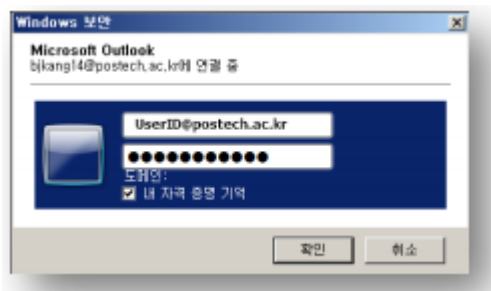 Windows 보안
Microsoft Outlook
bjkang14@postech.ac.kr에 연결 중
UserID@postech.ac.kr
●●●●●●●●●●●
도메인:
내 자격 증명 기억
확인
취소